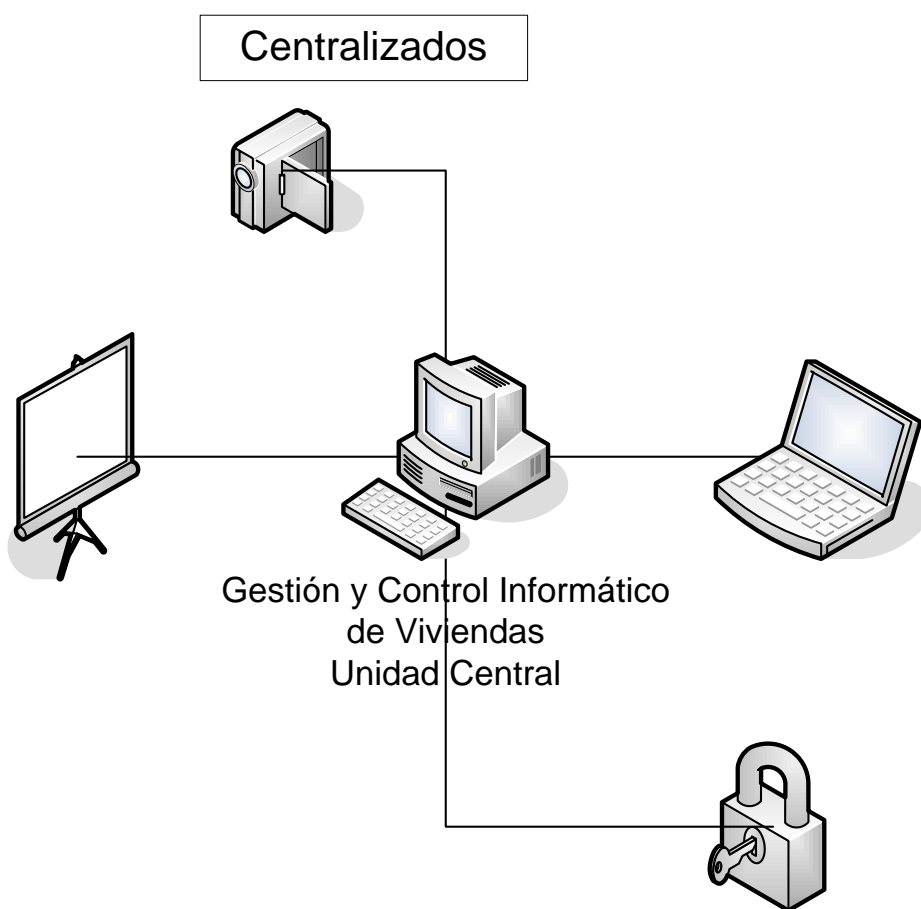 Centralizados
Gestión y Control Informático
de Viviendas
Unidad Central